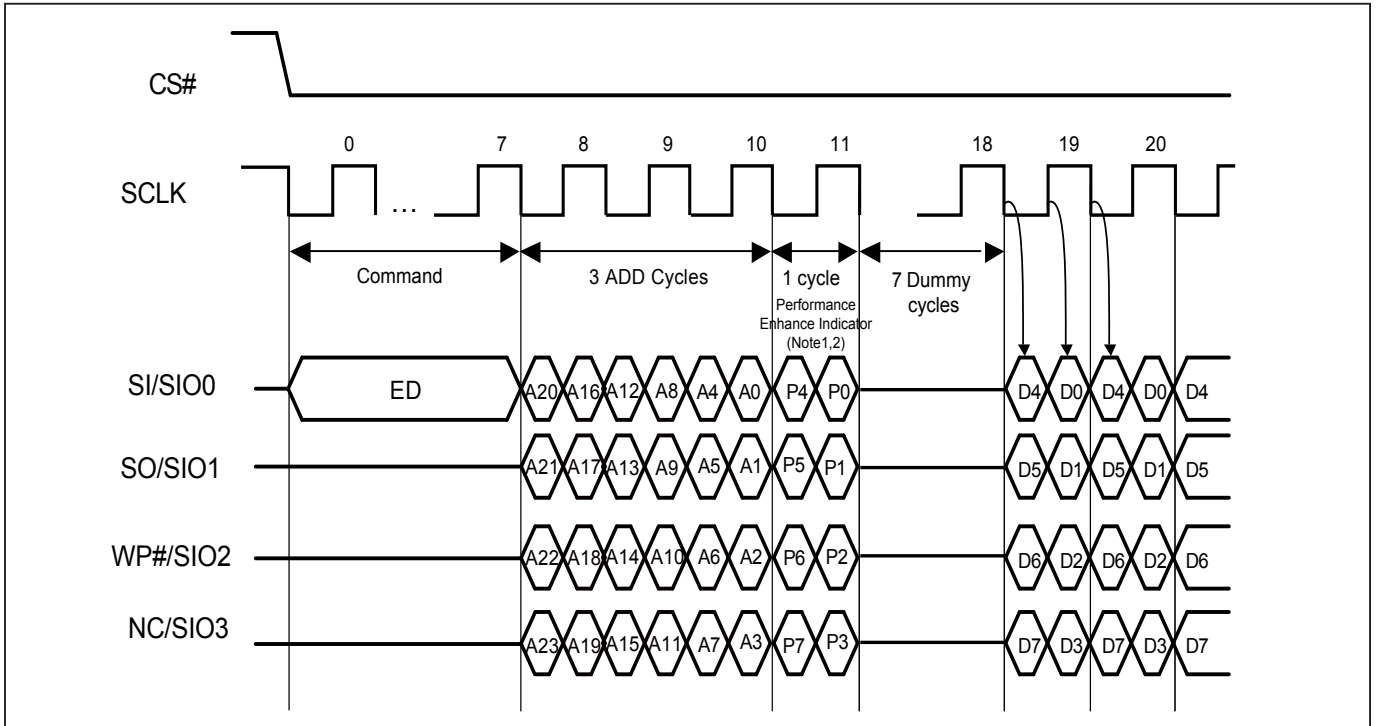 CS#
0 7 8 9 10 11 18 19 20
SCLK
...
Command 3 ADD Cycles 1 cycle 7 Dummy
cycles
Performance
Enhance Indicator
(Note1,2)
SI/SIO0 ED A20 A16 A12 A8 A4 A0 P4 P0 D4 D0 D4 D0 D4
SO/SIO1 A21 A17 A13 A9 A5 A1 P5 P1 D5 D1 D5 D1 D5
WP#/SIO2 A22 A18 A14 A10 A6 A2 P6 P2 D6 D2 D6 D2 D6
NC/SIO3 A23 A19 A15 A11 A7 A3 P7 P3 D7 D3 D7 D3 D7